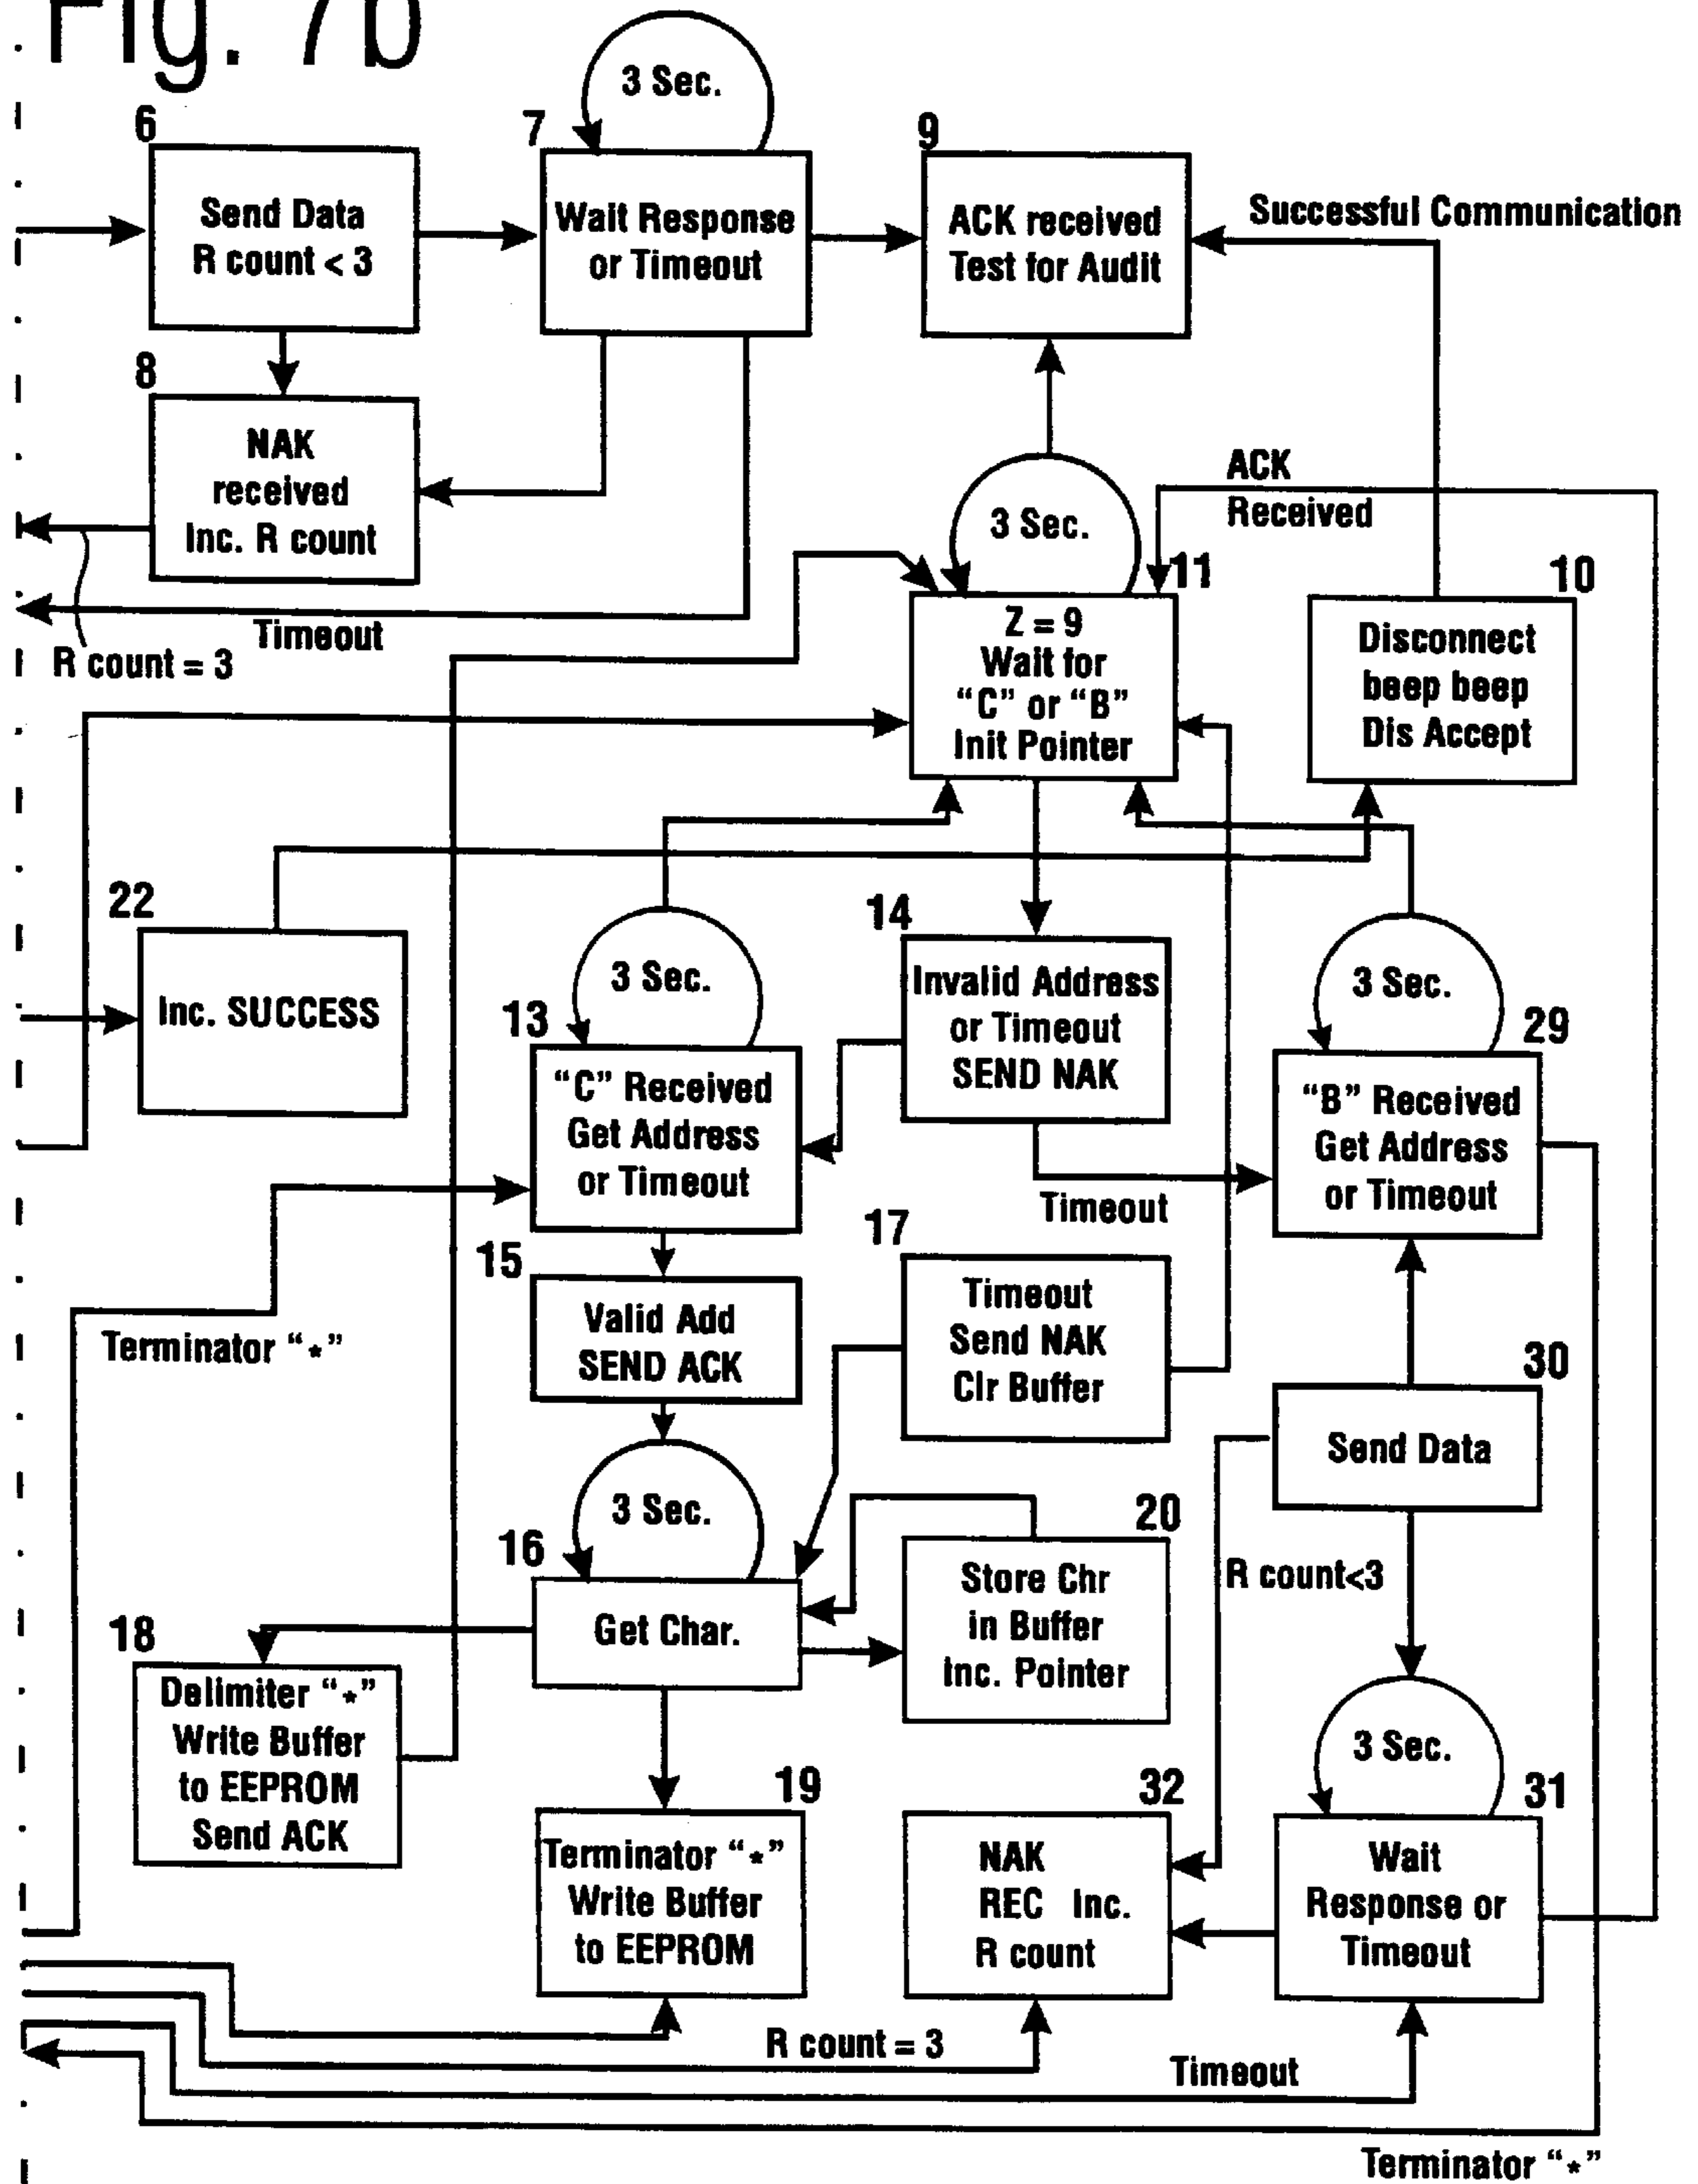 Fig. 7b
3 Sec.
6
7
9
Send Data
R count < 3
Wait Response
or Timeout
ACK received
Test for Audit
Successful Communication
8
NAK
received
Inc. R count
ACK
Received
3 Sec.
11
10
Timeout
R count = 3
Z = 9
Wait for
“C” or “B”
Init Pointer
Disconnect
beep beep
Dis Accept
22
Inc. SUCCESS
3 Sec.
13
“C” Received
Get Address
or Timeout
14
Invalid Address
or Timeout
SEND NAK
3 Sec.
29
“B” Received
Get Address
or Timeout
Timeout
Terminator “*”
15
Valid Add
SEND ACK
17
Timeout
Send NAK
Clr Buffer
30
Send Data
3 Sec.
16
Get Char.
20
Store Chr
in Buffer
Inc. Pointer
R count<3
18
Delimiter “*”
Write Buffer
to EEPROM
Send ACK
19
Terminator “*”
Write Buffer
to EEPROM
32
NAK
REC Inc.
R count
3 Sec.
31
Wait
Response or
Timeout
R count = 3
Timeout
Terminator “*”